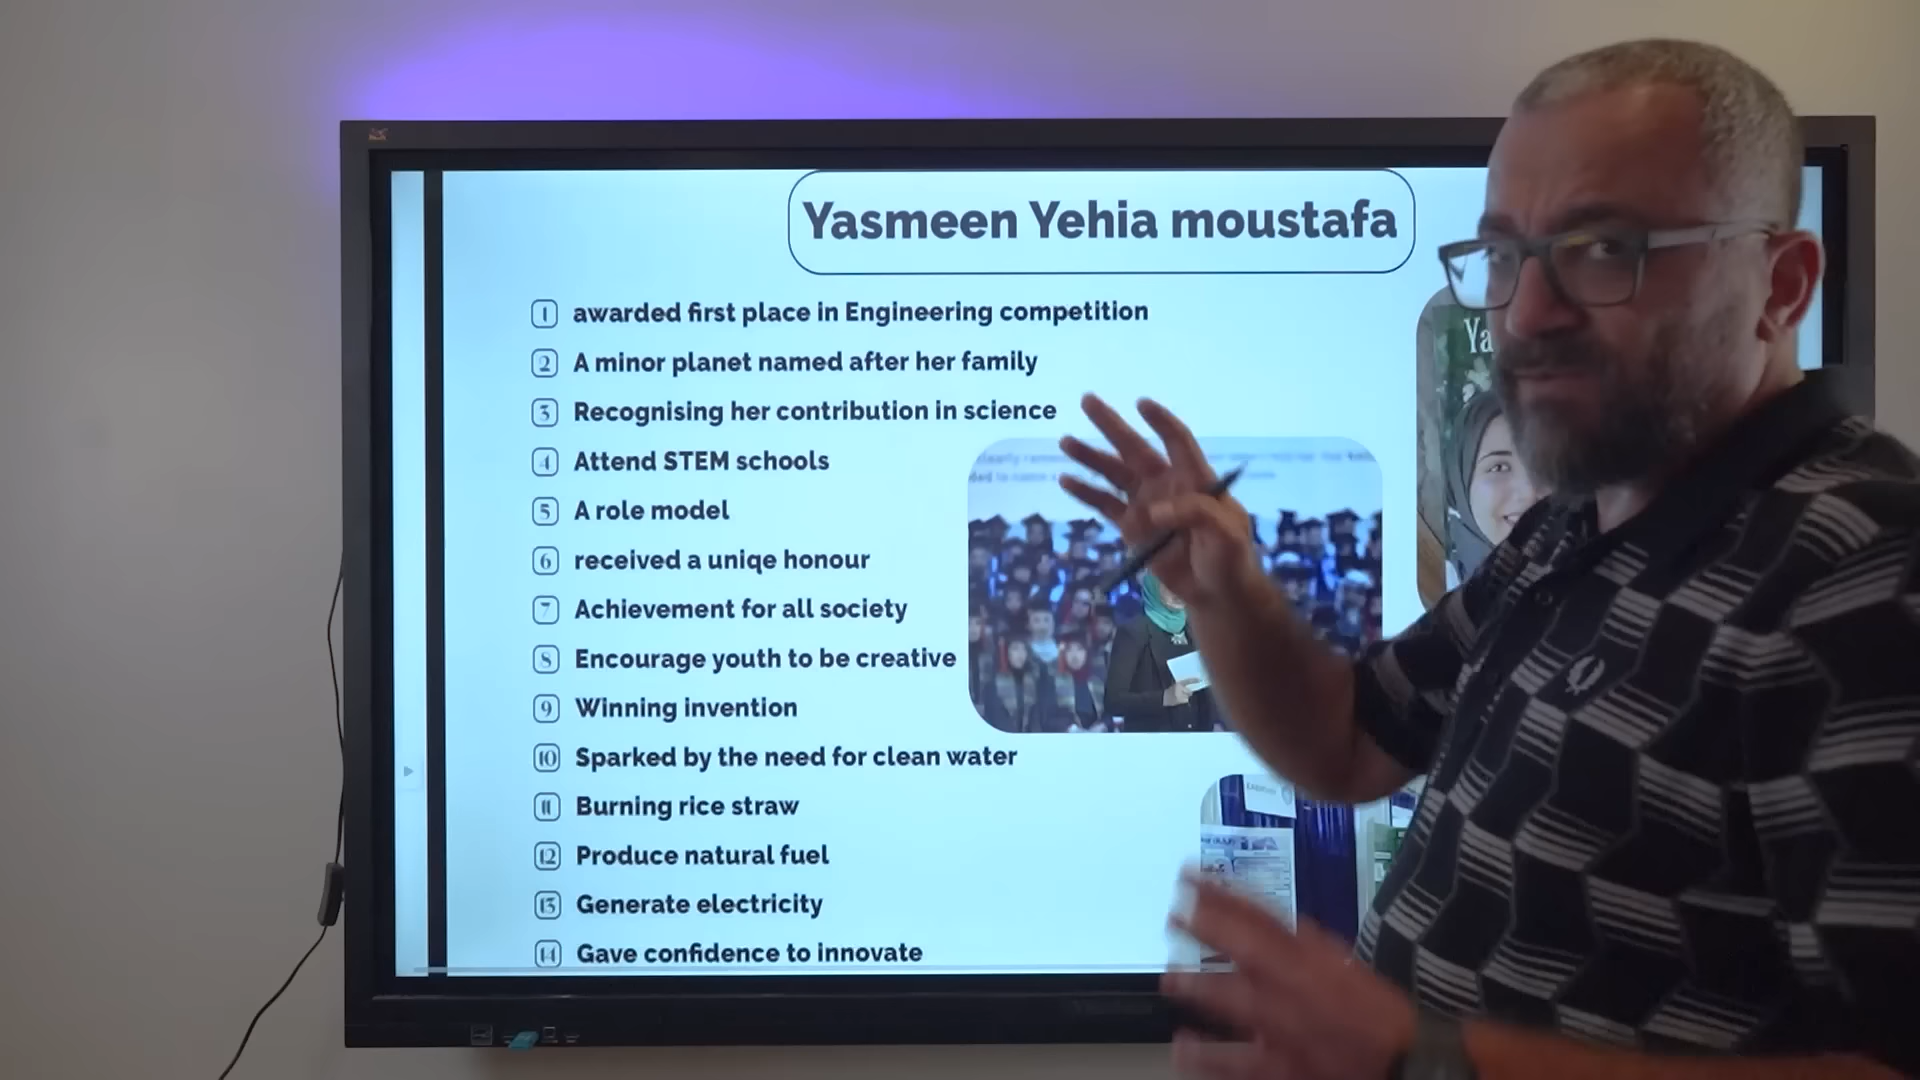 Yasmeen Yehia moustafa
1 awarded first place in Engineering competition
2 A minor planet named after her family
3 Recognising her contribution in science
4 Attend STEM schools
5 A role model
6 received a uniqe honour
7 Achievement for all society
8 Encourage youth to be creative
9 Winning invention
10 Sparked by the need for clean water
11 Burning rice straw
12 Produce natural fuel
13 Generate electricity
14 Gave confidence to innovate
Ya